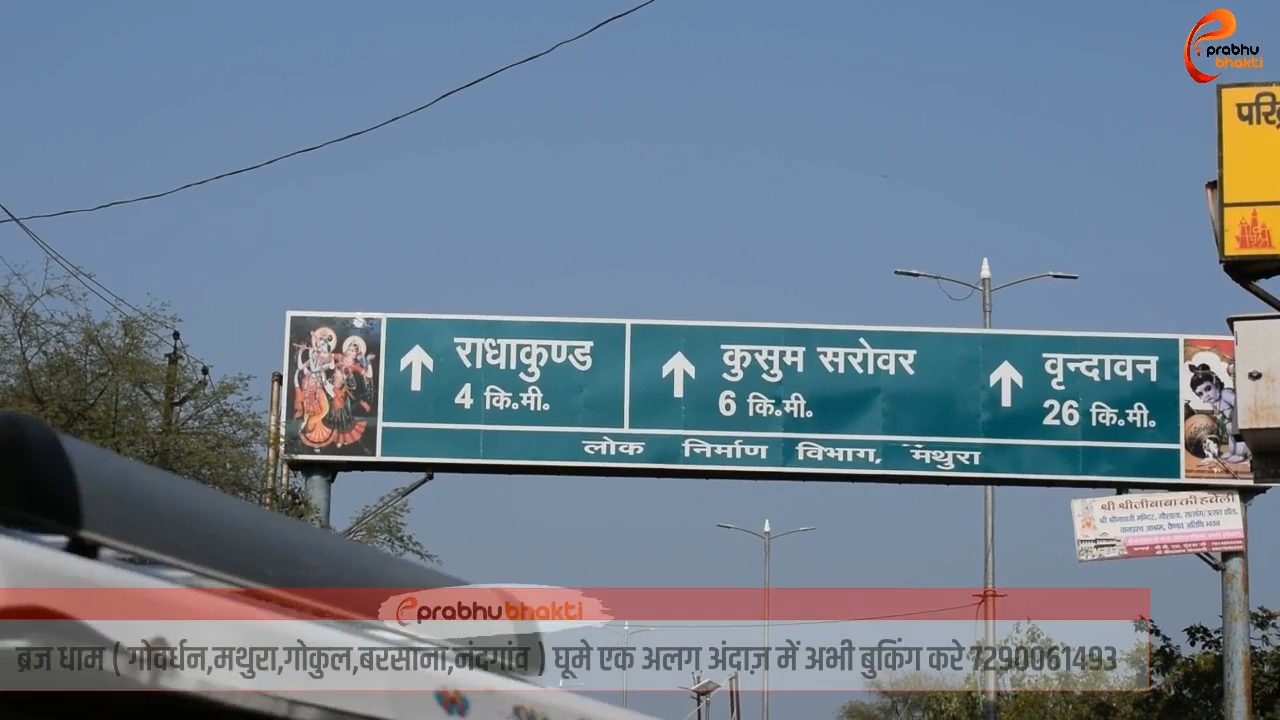 prabhu
bhakti
राधाकुण्ड
4 कि॰मी॰
कुसुम सरोवर
6 कि॰मी॰
वृन्दावन
26 कि॰मी॰
लोक निर्माण विभाग, मथुरा
श्री श्रीजीबाबा की हवेली
prabhubhakti
ब्रज धाम ( गोवर्धन,मथुरा,गोकुल,बरसाना,नंदगांव ) घूमे एक अलग अंदाज़ में अभी बुकिंग करे 7290061493